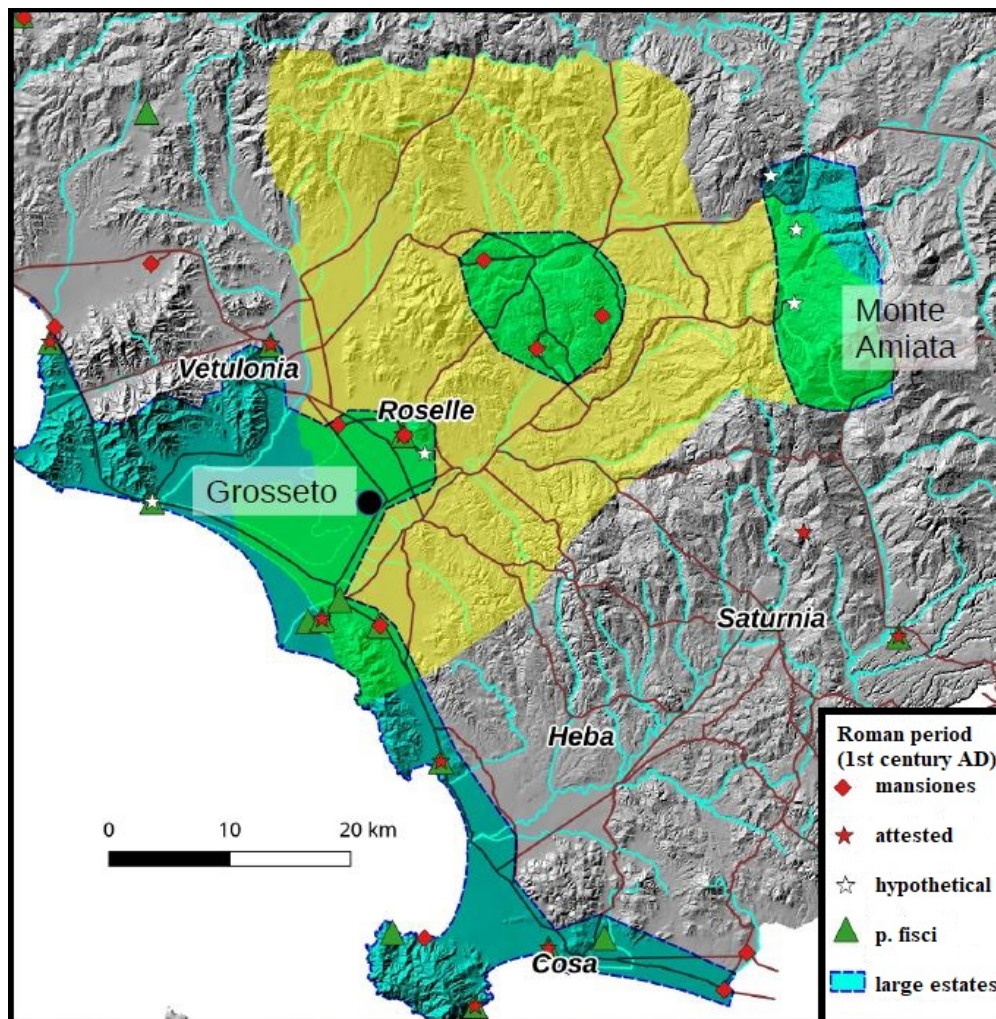 Monte
Amiata
Vetulonia
Roselle
Grosseto
Saturnia
Heba
0 10 20 km
Cosa
Roman period
(1st century AD)
mansiones
attested
hypothetical
p. fisci
large estates